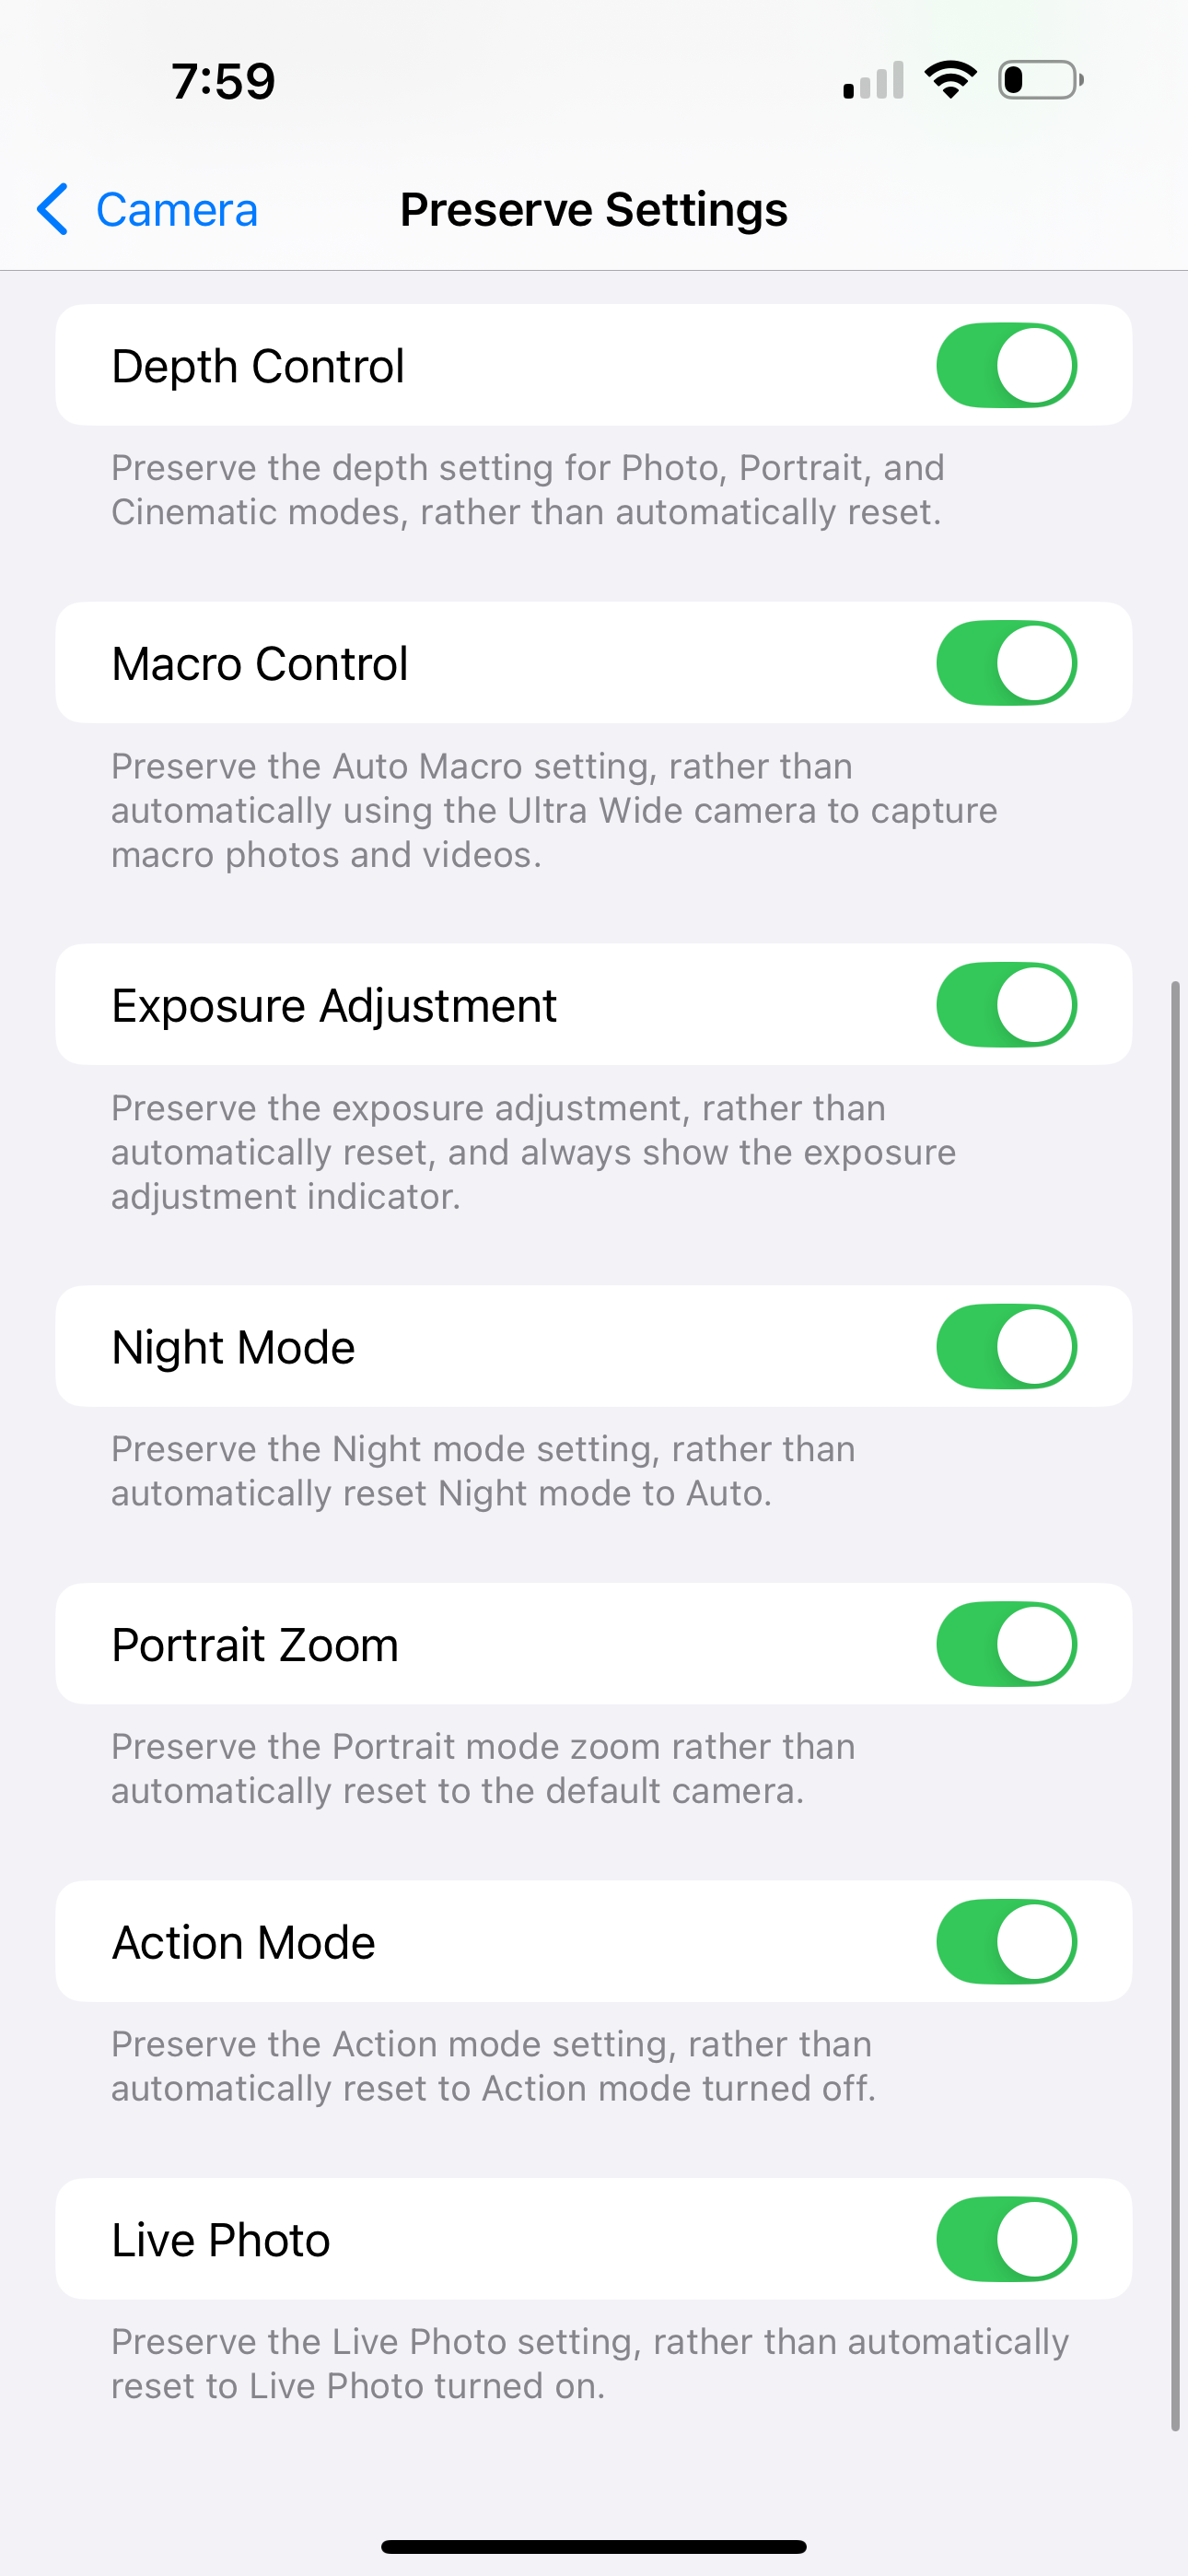 7:59
Camera
Preserve Settings
Depth Control
Preserve the depth setting for Photo, Portrait, and
Cinematic modes, rather than automatically reset.
Macro Control
Preserve the Auto Macro setting, rather than
automatically using the Ultra Wide camera to capture
macro photos and videos.
Exposure Adjustment
Preserve the exposure adjustment, rather than
automatically reset, and always show the exposure
adjustment indicator.
Night Mode
Preserve the Night mode setting, rather than
automatically reset Night mode to Auto.
Portrait Zoom
Preserve the Portrait mode zoom rather than
automatically reset to the default camera.
Action Mode
Preserve the Action mode setting, rather than
automatically reset to Action mode turned off.
Live Photo
Preserve the Live Photo setting, rather than automatically
reset to Live Photo turned on.